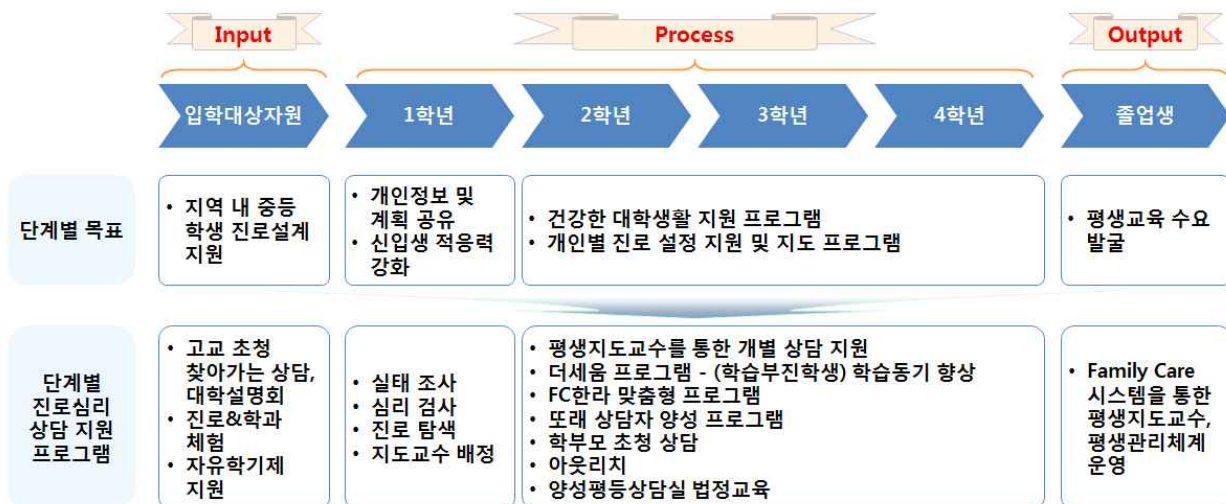 Input
Process
Output
입학대상자원
1학년
2학년
3학년
4학년
졸업생
단계별 목표
• 지역 내 중등
학생 진로설계
지원
• 개인정보 및
계획 공유
• 신입생 적응력
강화
• 건강한 대학생활 지원 프로그램
• 개인별 진로 설정 지원 및 지도 프로그램
• 평생교육 수요
발굴
단계별
진로심리
상담 지원
프로그램
• 고교 초청
찾아가는 상담,
대학설명회
• 진로&학과
체험
• 자유학기제
지원
• 실태 조사
• 심리 검사
• 진로 탐색
• 지도교수 배정
• 평생지도교수를 통한 개별 상담 지원
• 더세움 프로그램 - (학습부진학생) 학습동기 향상
• FC한라 맞춤형 프로그램
• 또래 상담자 양성 프로그램
• 학부모 초청 상담
• 아웃리치
• 양성평등상담실 법정교육
• Family Care
시스템을 통한
평생지도교수,
평생관리체계
운영